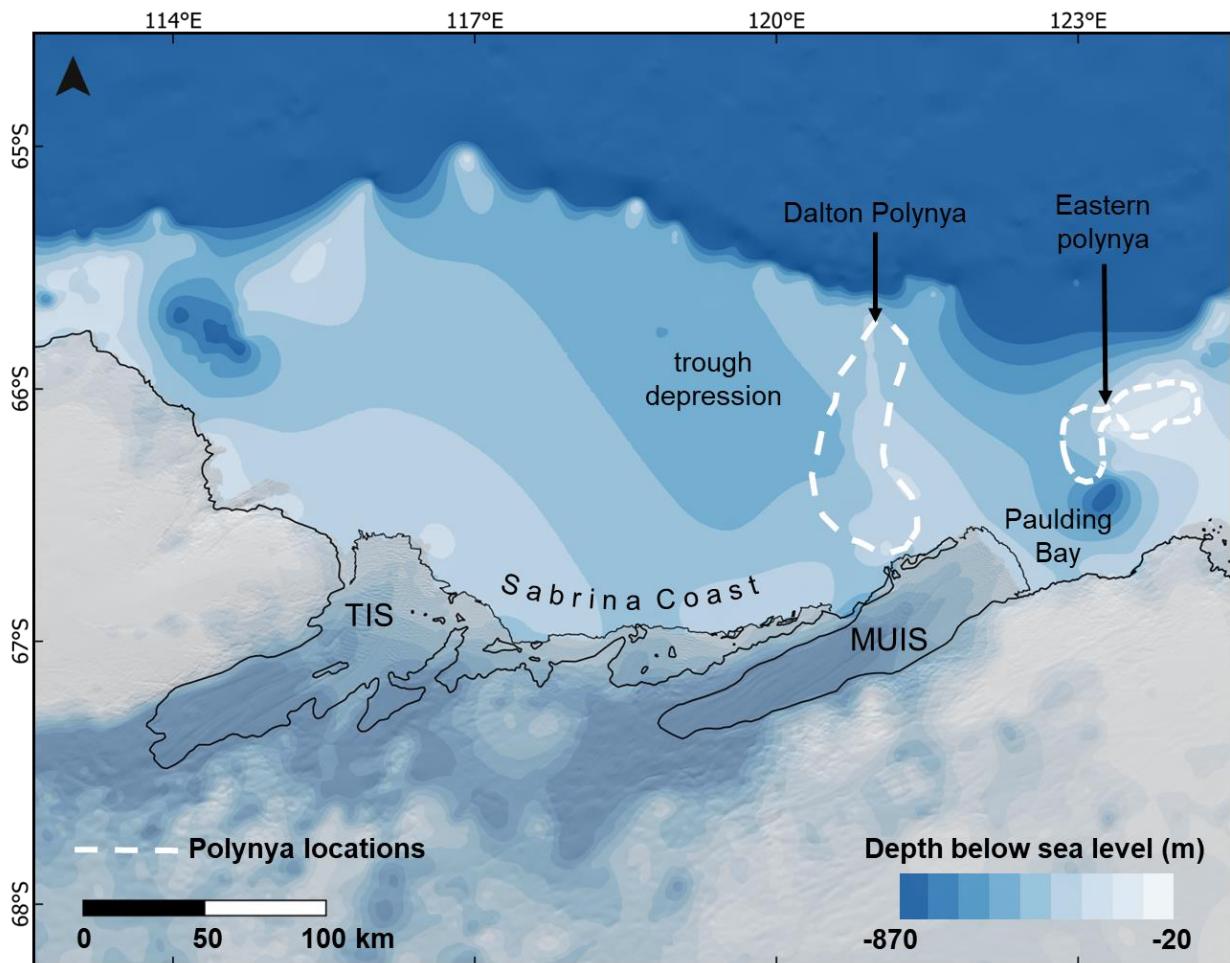 114°E 117°E 120°E 123°E
65°S
66°S
67°S
68°S
Dalton Polynya
Eastern
polynya
trough
depression
Paulding
Bay
Sabrina Coast
TIS
MUIS
Polynya locations
0 50 100 km
Depth below sea level (m)
-870 -20